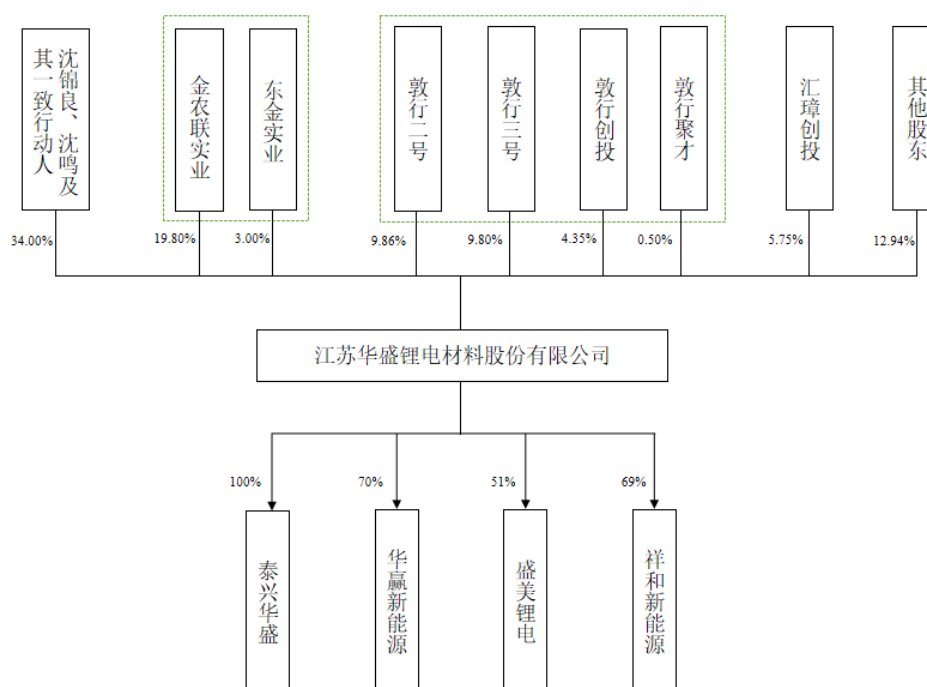 沈锦良、沈鸣及
其一致行动人
金农联实业
东金实业
敦行二号
敦行三号
敦行创投
敦行聚才
汇璋创投
其他股东
34.00%
19.80%
3.00%
9.86%
9.80%
4.35%
0.50%
5.75%
12.94%
江苏华盛锂电材料股份有限公司
100%
70%
51%
69%
泰兴华盛
华赢新能源
盛美锂电
祥和新能源